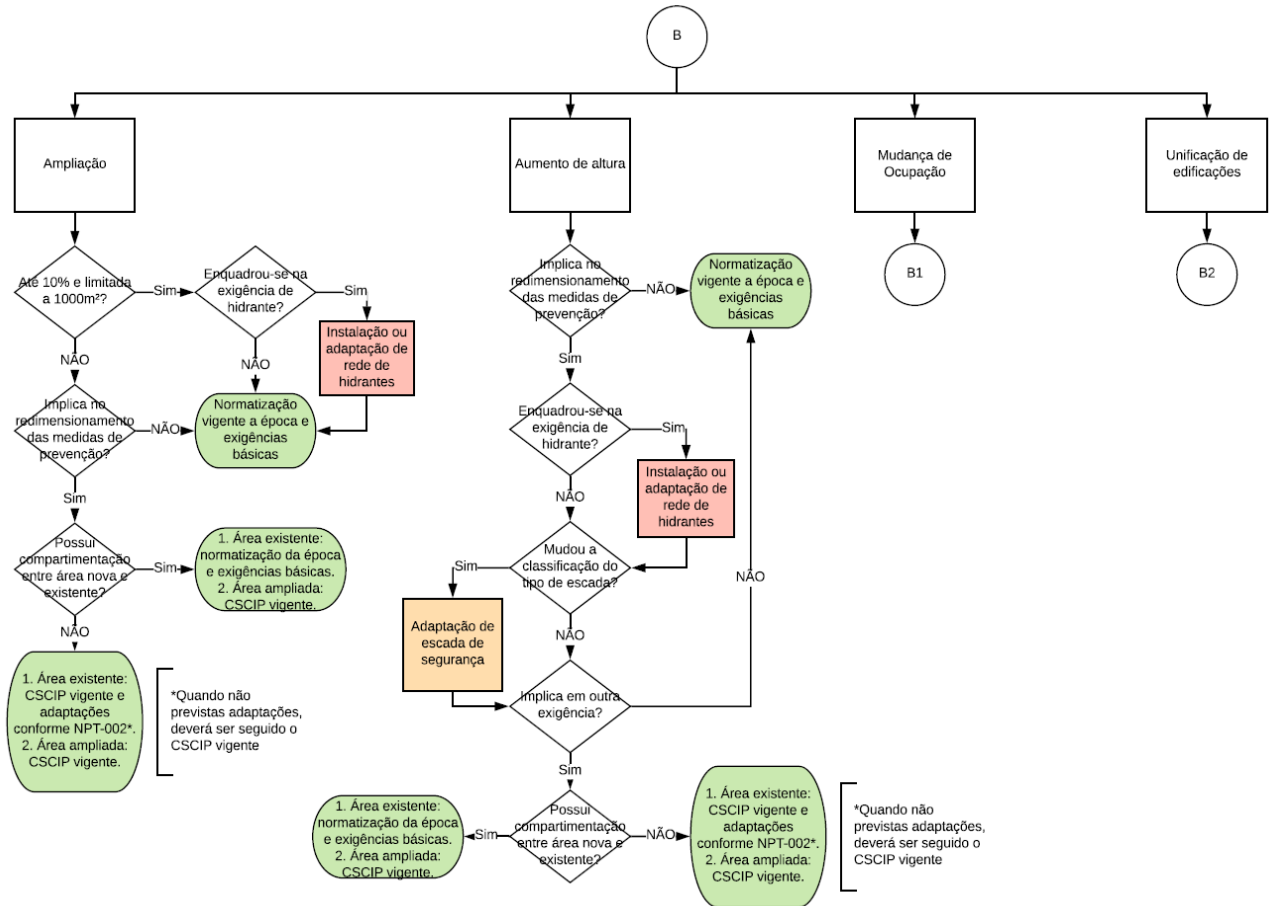 B
Ampliação
Aumento de altura
Mudança de
Ocupação
Unificação de
edificações
Até 10% e limitada
a 1000m²?
Sim
Enquadrou-se na
exigência de
hidrante?
Sim
Instalação ou
adaptação de
rede de
hidrantes
NÃO
NÃO
Implica no
redimensionamento
das medidas de
prevenção?
NÃO
Normatização
vigente a época e
exigências
básicas
Sim
Possui
compartimentação
entre área nova e
existente?
Sim
1. Área existente:
normatização da época
e exigências básicas.
2. Área ampliada:
CSCIP vigente.
NÃO
1. Área existente:
CSCIP vigente e
adaptações
conforme NPT-002*.
2. Área ampliada:
CSCIP vigente.
*Quando não
previstas adaptações,
deverá ser seguido o
CSCIP vigente
Implica no
redimensionamento
das medidas de
prevenção?
NÃO
Normatização
vigente a época e
exigências
básicas
Sim
Enquadrou-se na
exigência de
hidrante?
Sim
Instalação ou
adaptação de
rede de
hidrantes
NÃO
Mudou a
classificação do
tipo de escada?
Sim
Adaptação de
escada de
segurança
NÃO
Implica em outra
exigência?
NÃO
Sim
Possui
compartimentação
entre área nova e
existente?
Sim
1. Área existente:
normatização da época
e exigências básicas.
2. Área ampliada:
CSCIP vigente.
NÃO
1. Área existente:
CSCIP vigente e
adaptações
conforme NPT-002*.
2. Área ampliada:
CSCIP vigente.
*Quando não
previstas adaptações,
deverá ser seguido o
CSCIP vigente
B1
B2